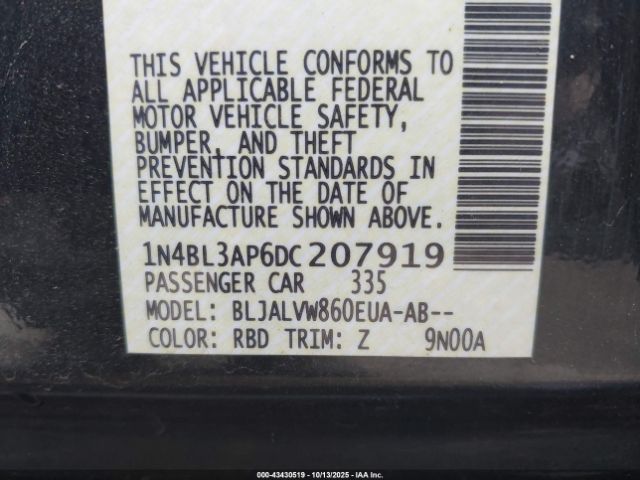 THIS VEHICLE CONFORMS TO
ALL APPLICABLE FEDERAL
MOTOR VEHICLE SAFETY,
BUMPER, AND THEFT
PREVENTION STANDARDS IN
EFFECT ON THE DATE OF
MANUFACTURE SHOWN ABOVE.
1N4BL3AP6DC207919
PASSENGER CAR 335
MODEL: BLJALVW860EUA-AB--
COLOR: RBD TRIM: Z 9N00A
000-43430519 - 10/13/2025 - IAA